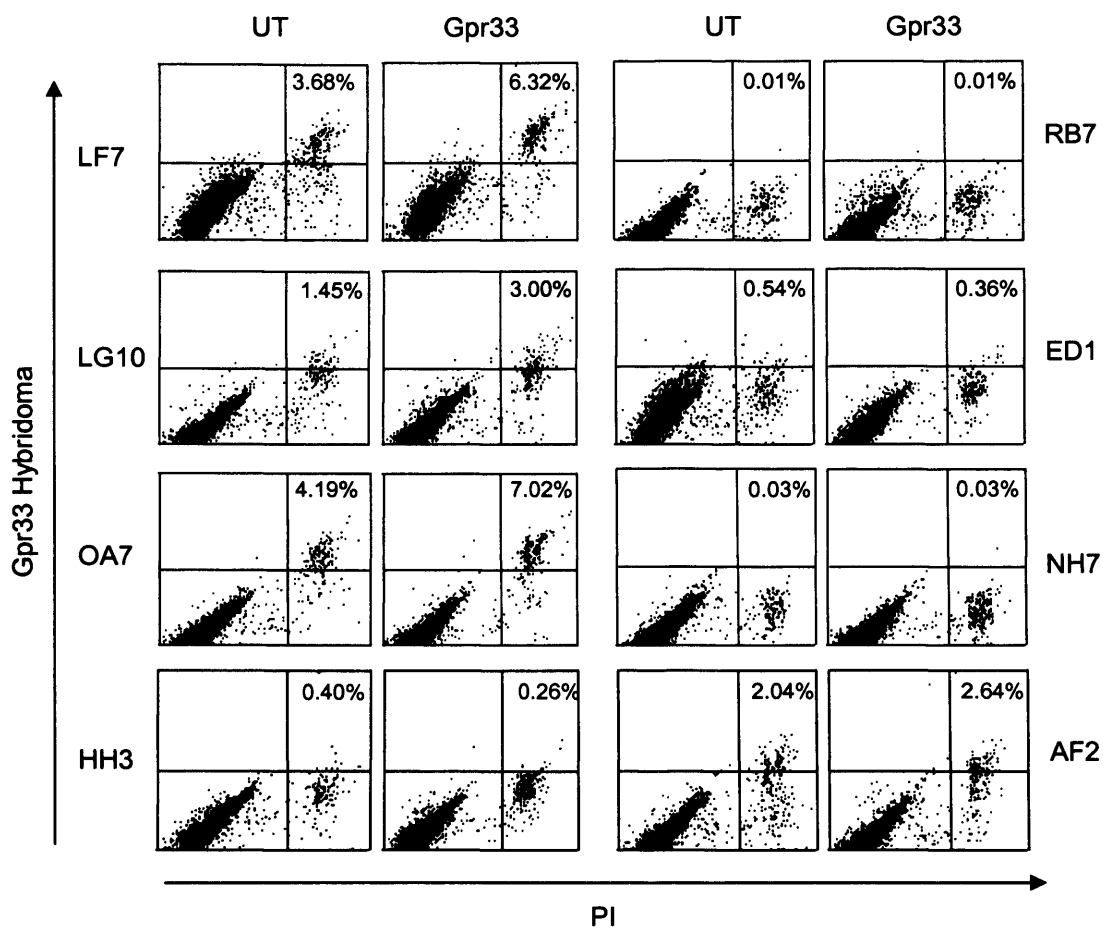 UT Gpr33 UT Gpr33
LF7 3.68% 6.32% 0.01% 0.01% RB7
LG10 1.45% 3.00% 0.54% 0.36% ED1
OA7 4.19% 7.02% 0.03% 0.03% NH7
HH3 0.40% 0.26% 2.04% 2.64% AF2
Gpr33 Hybridoma
PI